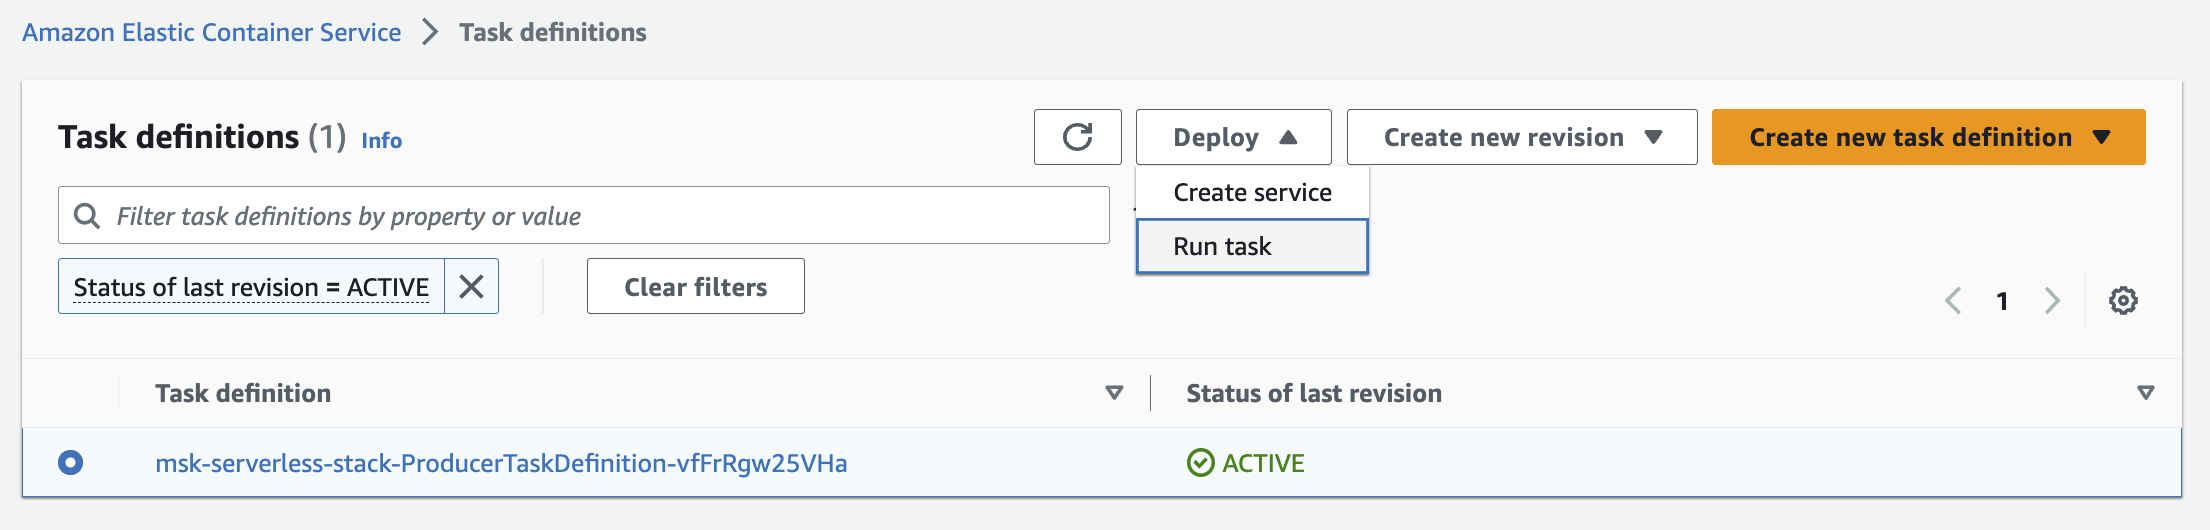 Amazon Elastic Container Service > Task definitions
Task definitions (1) Info
Deploy
Create new revision
Create new task definition
Create service
Run task
Filter task definitions by property or value
Status of last revision = ACTIVE
Clear filters
1
Task definition
Status of last revision
msk-serverless-stack-ProducerTaskDefinition-vfFrRgw25VHa
ACTIVE